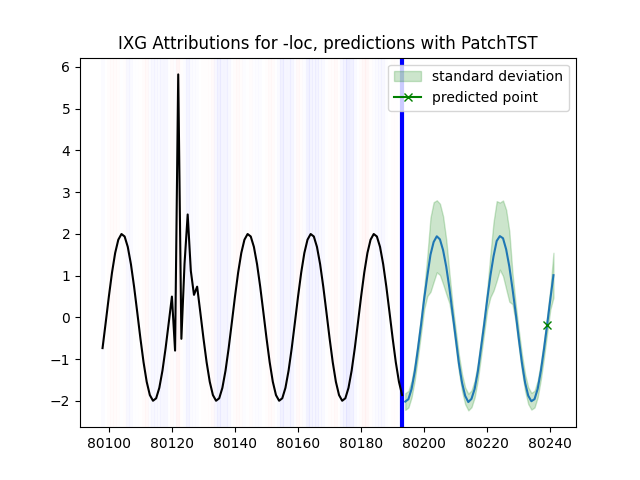 IXG Attributions for -loc, predictions with PatchTST
6
5
4
3
2
1
0
−1
−2
standard deviation
predicted point
80100 80120 80140 80160 80180 80200 80220 80240